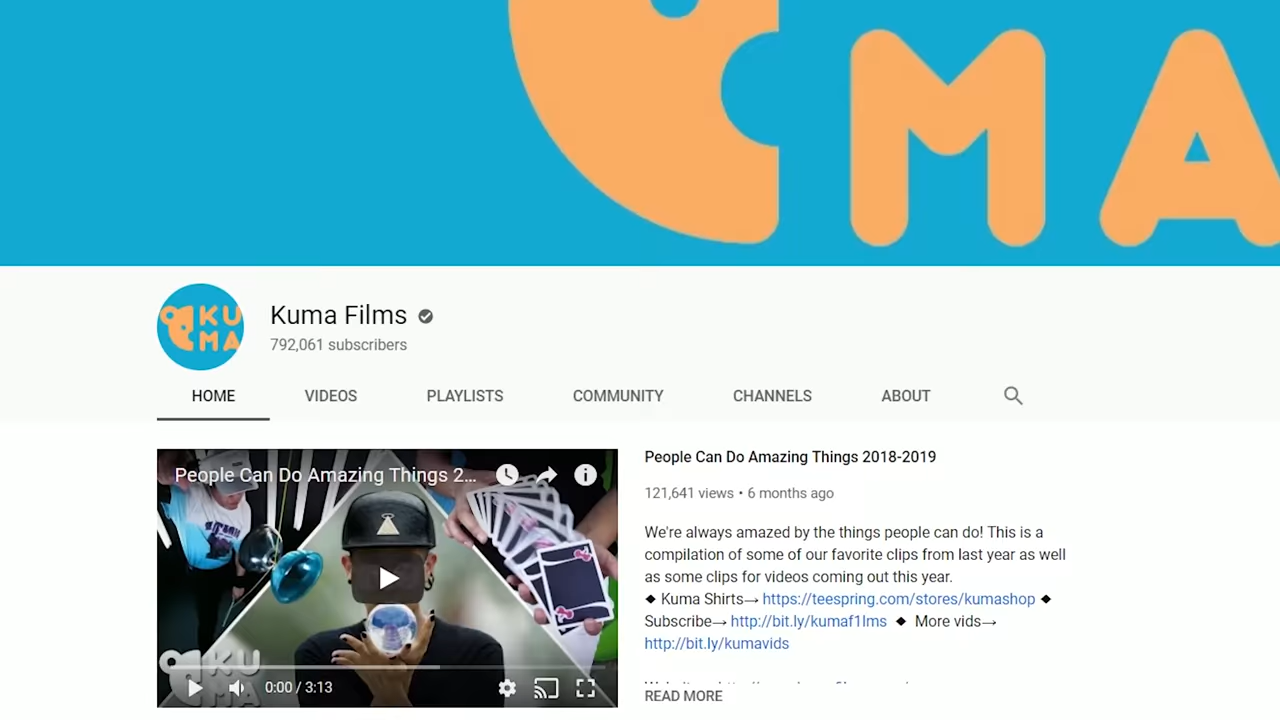 MA
KU
MA
Kuma Films
792,061 subscribers
HOME VIDEOS PLAYLISTS COMMUNITY CHANNELS ABOUT
People Can Do Amazing Things 2...
People Can Do Amazing Things 2018-2019
121,641 views • 6 months ago
We're always amazed by the things people can do! This is a
compilation of some of our favorite clips from last year as well
as some clips for videos coming out this year.
◆ Kuma Shirts→ https://teespring.com/stores/kumashop ◆
Subscribe→ http://bit.ly/kumaf1lms ◆ More vids→
http://bit.ly/kumavids
READ MORE
KU
MA
0:00 / 3:13